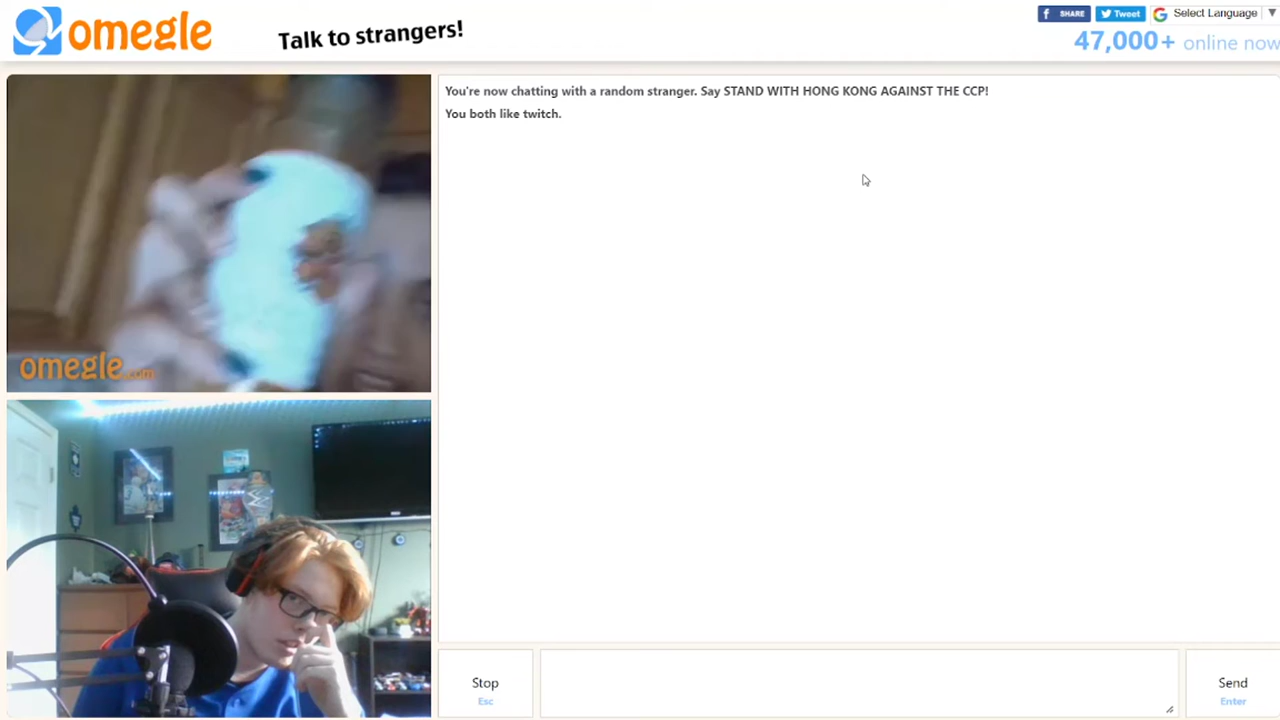 omegle
Talk to strangers!
SHARE
Tweet
Select Language
47,000+ online now
You're now chatting with a random stranger. Say STAND WITH HONG KONG AGAINST THE CCP!
You both like twitch.
omegle.com
Stop
Esc
Send
Enter